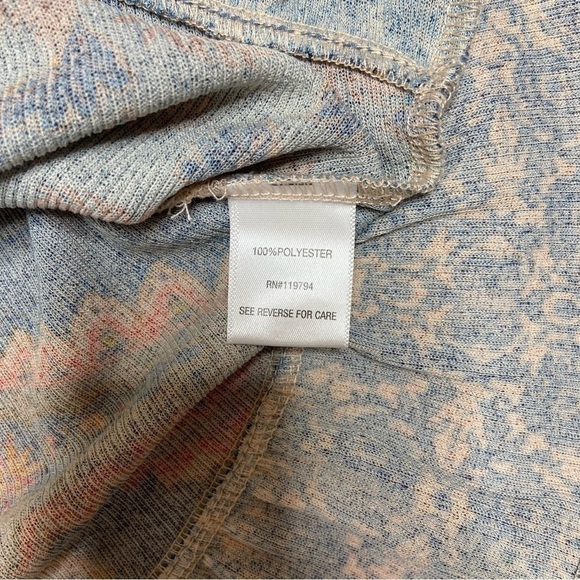 100%POLYESTER
RN#119794
SEE REVERSE FOR CARE